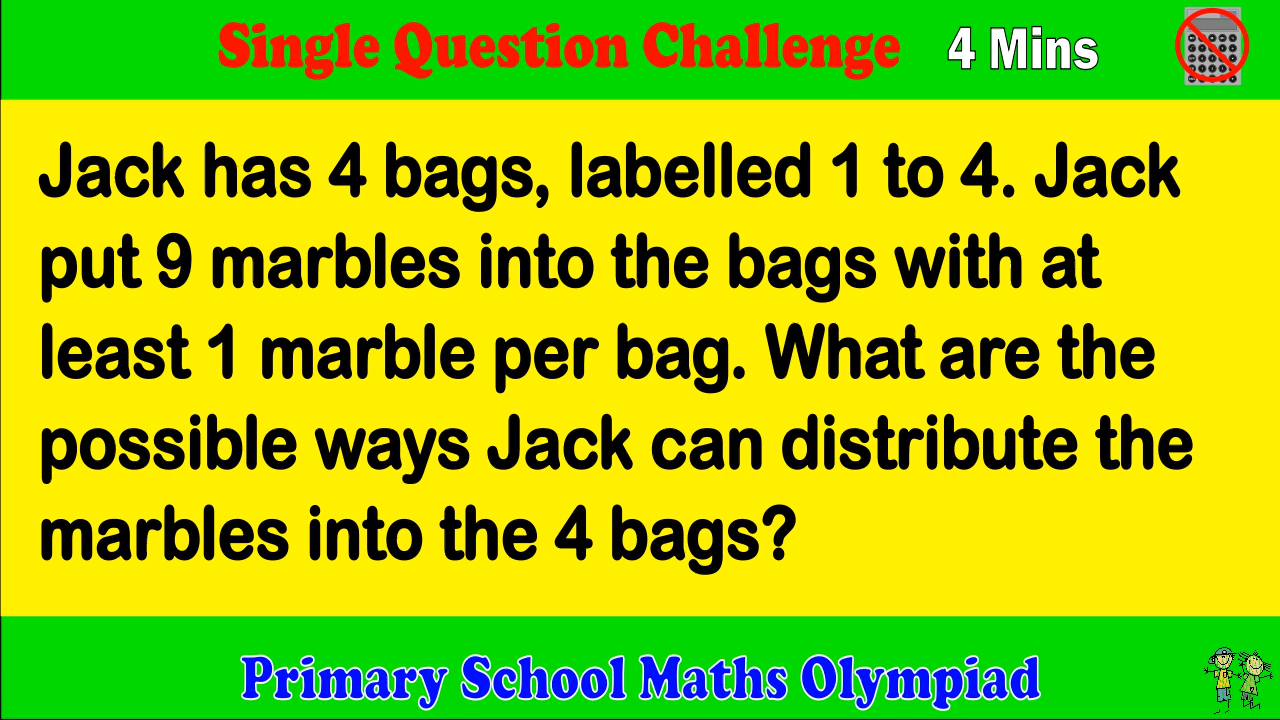 Single Question Challenge 4 Mins
Jack has 4 bags, labelled 1 to 4. Jack
put 9 marbles into the bags with at
least 1 marble per bag. What are the
possible ways Jack can distribute the
marbles into the 4 bags?
Primary School Maths Olympiad